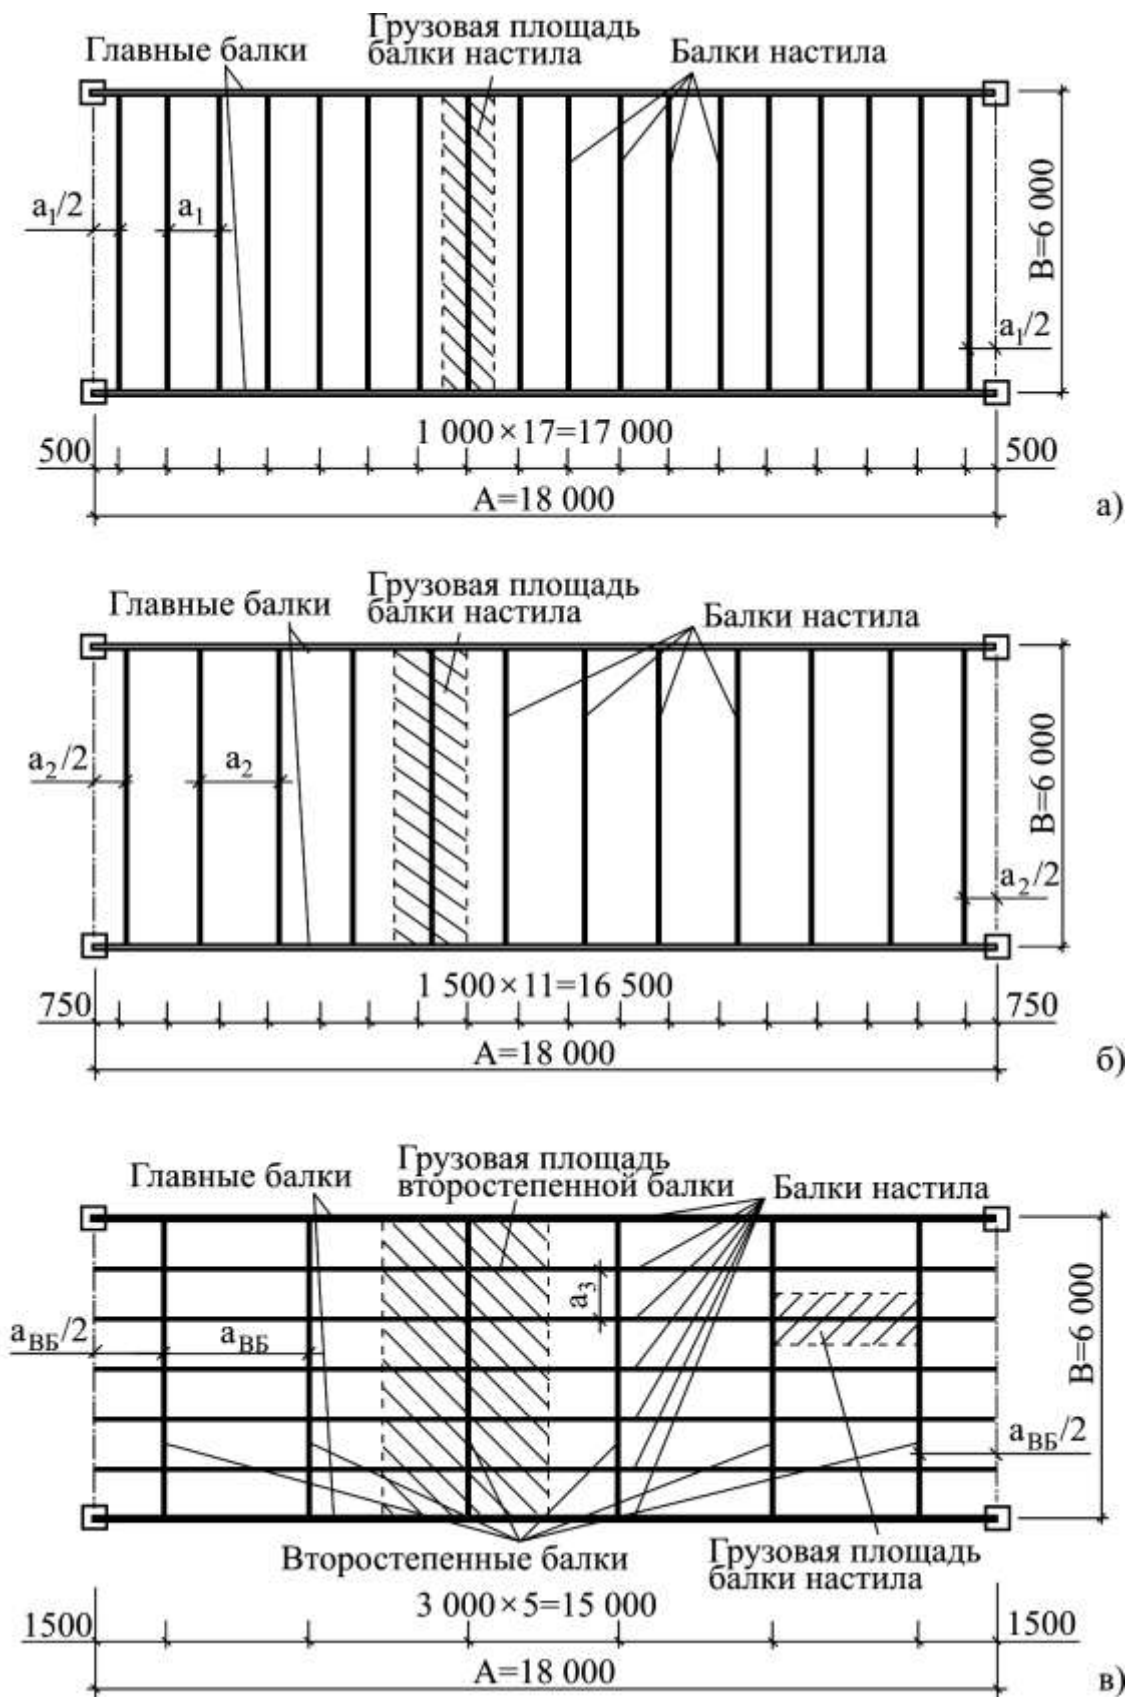 Грузовая площадь
балки настила
Главные балки
Балки настила
a1/2
a1
B=6 000
a1/2
1 000×17=17 000
500
500
A=18 000
а)
Грузовая площадь
балки настила
Главные балки
Балки настила
a2/2
a2
B=6 000
a2/2
1 500×11=16 500
750
750
A=18 000
б)
Грузовая площадь
второстепенной балки
Главные балки
Балки настила
a3
aВБ/2
aВБ
B=6 000
aВБ/2
Второстепенные балки
Грузовая площадь
балки настила
3 000×5=15 000
1500
1500
A=18 000
в)